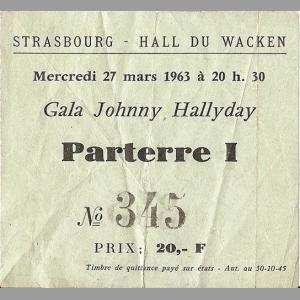 STRASBOURG - HALL DU WACKEN
Mercredi 27 mars 1963 à 20 h. 30
Gala Johnny Hallyday
Parterre I
№ 345
PRIX: 20,- F
Timbre de quittance payé sur états - Aut. au 30-10-45